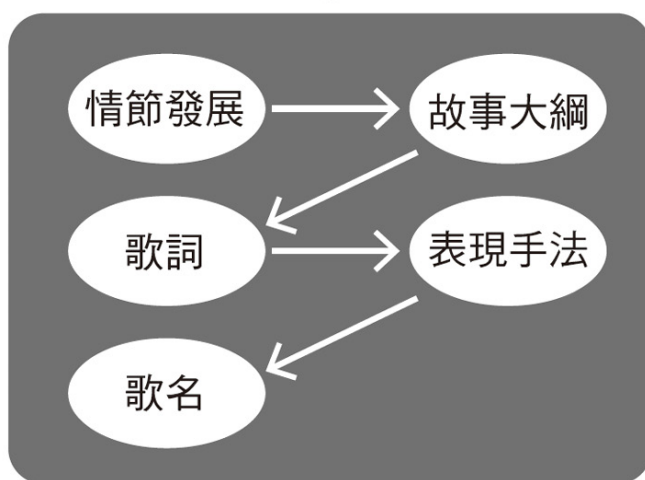 情節發展
故事大綱
歌詞
表現手法
歌名